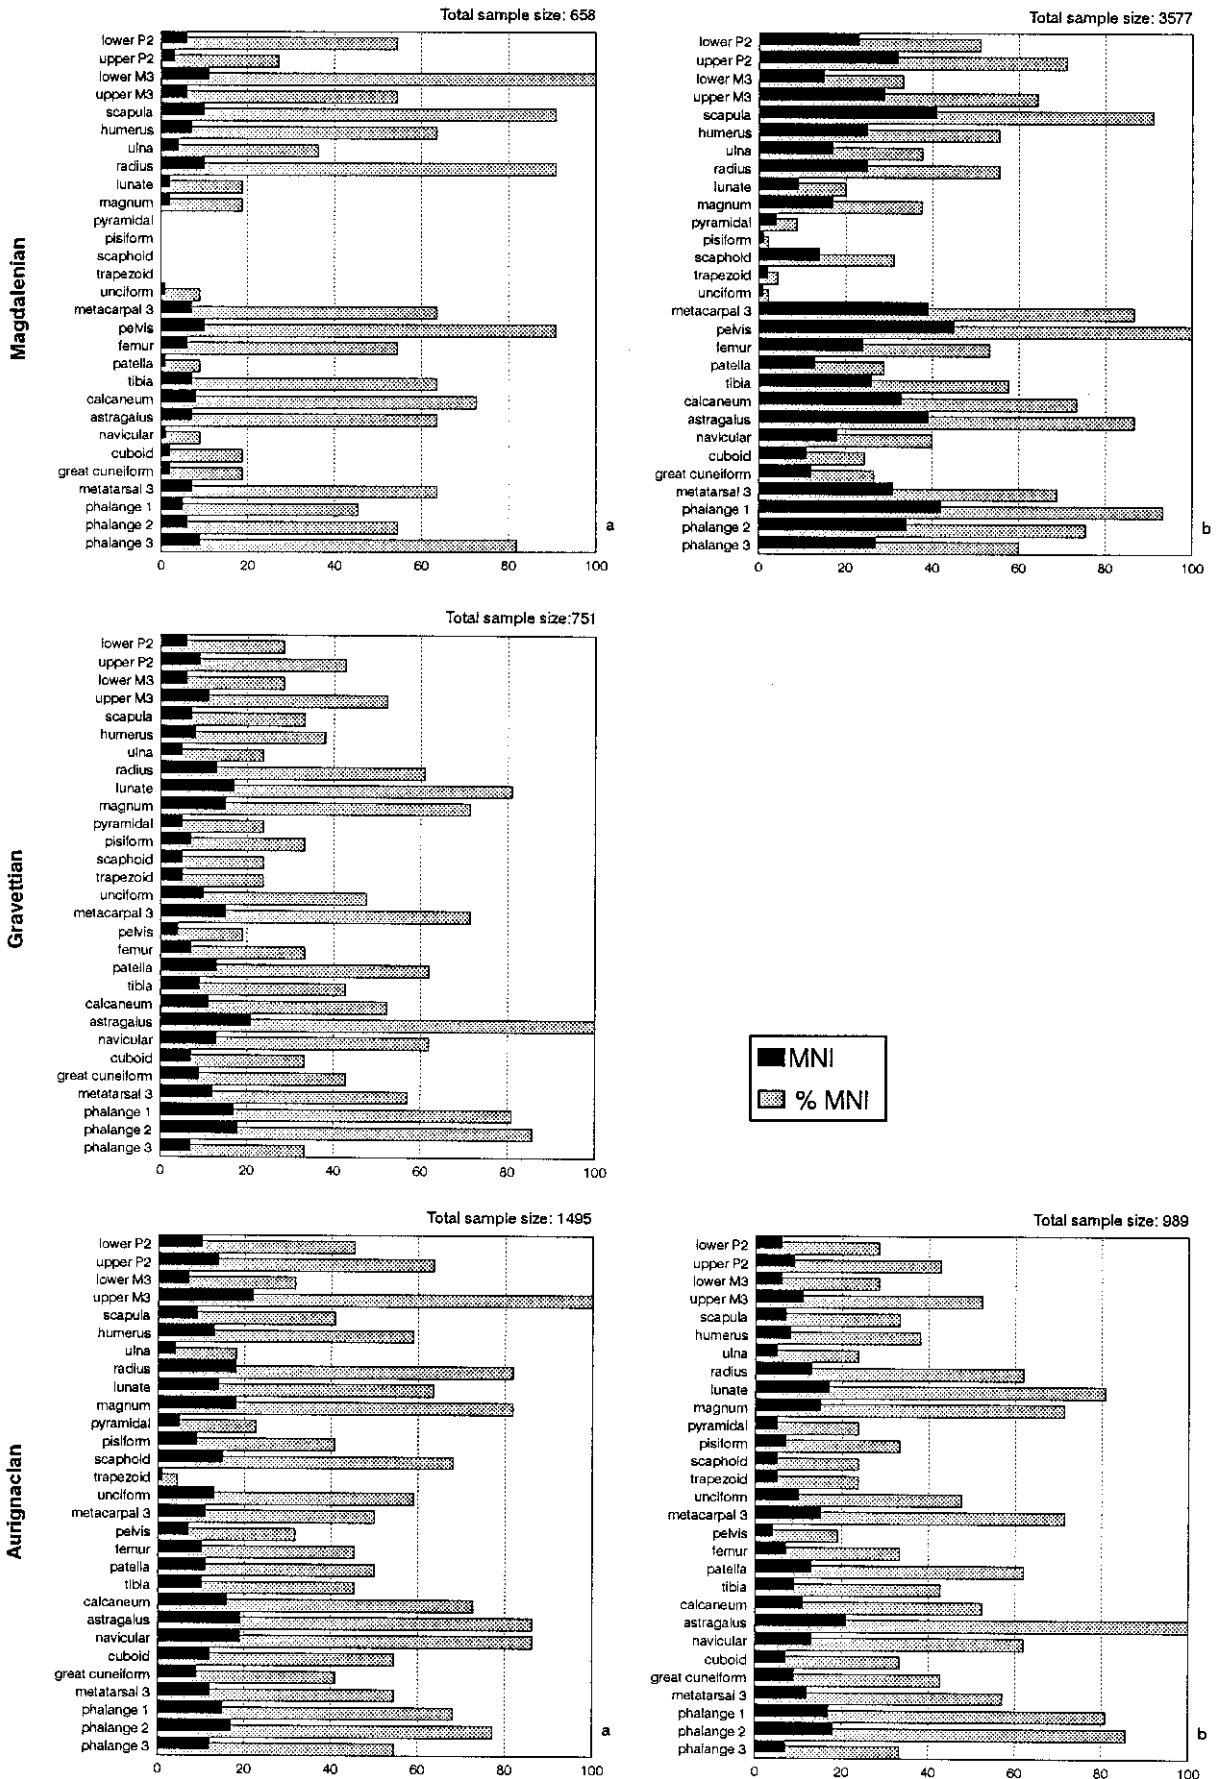 Magdalenian
Total sample size: 658
lower P2
upper P2
lower M3
upper M3
scapula
humerus
ulna
radius
lunate
magnum
pyramidal
pisiform
scaphoid
trapezoid
unciform
metacarpal 3
pelvis
femur
patella
tibia
calcaneum
astragalus
navicular
cuboid
great cuneiform
metatarsal 3
phalange 1
phalange 2
phalange 3
a
0 20 40 60 80 100
Total sample size: 3577
lower P2
upper P2
lower M3
upper M3
scapula
humerus
ulna
radius
lunate
magnum
pyramidal
pisiform
scaphoid
trapezoid
unciform
metacarpal 3
pelvis
femur
patella
tibia
calcaneum
astragalus
navicular
cuboid
great cuneiform
metatarsal 3
phalange 1
phalange 2
phalange 3
b
0 20 40 60 80 100
Gravettian
Total sample size:751
lower P2
upper P2
lower M3
upper M3
scapula
humerus
ulna
radius
lunate
magnum
pyramidal
pisiform
scaphoid
trapezoid
unciform
metacarpal 3
pelvis
femur
patella
tibia
calcaneum
astragalus
navicular
cuboid
great cuneiform
metatarsal 3
phalange 1
phalange 2
phalange 3
0 20 40 60 80 100
MNI
% MNI
Aurignacian
Total sample size: 1495
lower P2
upper P2
lower M3
upper M3
scapula
humerus
ulna
radius
lunate
magnum
pyramidal
pisiform
scaphoid
trapezoid
unciform
metacarpal 3
pelvis
femur
patella
tibia
calcaneum
astragalus
navicular
cuboid
great cuneiform
metatarsal 3
phalange 1
phalange 2
phalange 3
a
0 20 40 60 80 100
Total sample size: 989
lower P2
upper P2
lower M3
upper M3
scapula
humerus
ulna
radius
lunate
magnum
pyramidal
pisiform
scaphoid
trapezoid
unciform
metacarpal 3
pelvis
femur
patella
tibia
calcaneum
astragalus
navicular
cuboid
great cuneiform
metatarsal 3
phalange 1
phalange 2
phalange 3
b
0 20 40 60 80 100